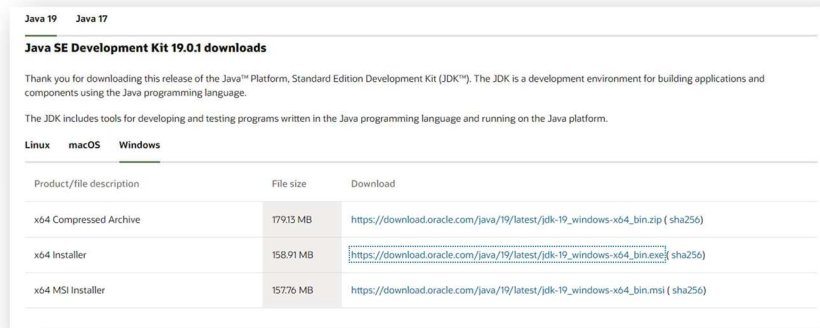 Java 19 Java 17
Java SE Development Kit 19.0.1 downloads
Thank you for downloading this release of the Java™ Platform, Standard Edition Development Kit (JDK™). The JDK is a development environment for building applications and
components using the Java programming language.
The JDK includes tools for developing and testing programs written in the Java programming language and running on the Java platform.
Linux macOS Windows
Product/file description File size Download
x64 Compressed Archive 179.13 MB https://download.oracle.com/java/19/latest/jdk-19_windows-x64_bin.zip ( sha256)
x64 Installer 158.91 MB https://download.oracle.com/java/19/latest/jdk-19_windows-x64_bin.exe ( sha256)
x64 MSI Installer 157.76 MB https://download.oracle.com/java/19/latest/jdk-19_windows-x64_bin.msi ( sha256)